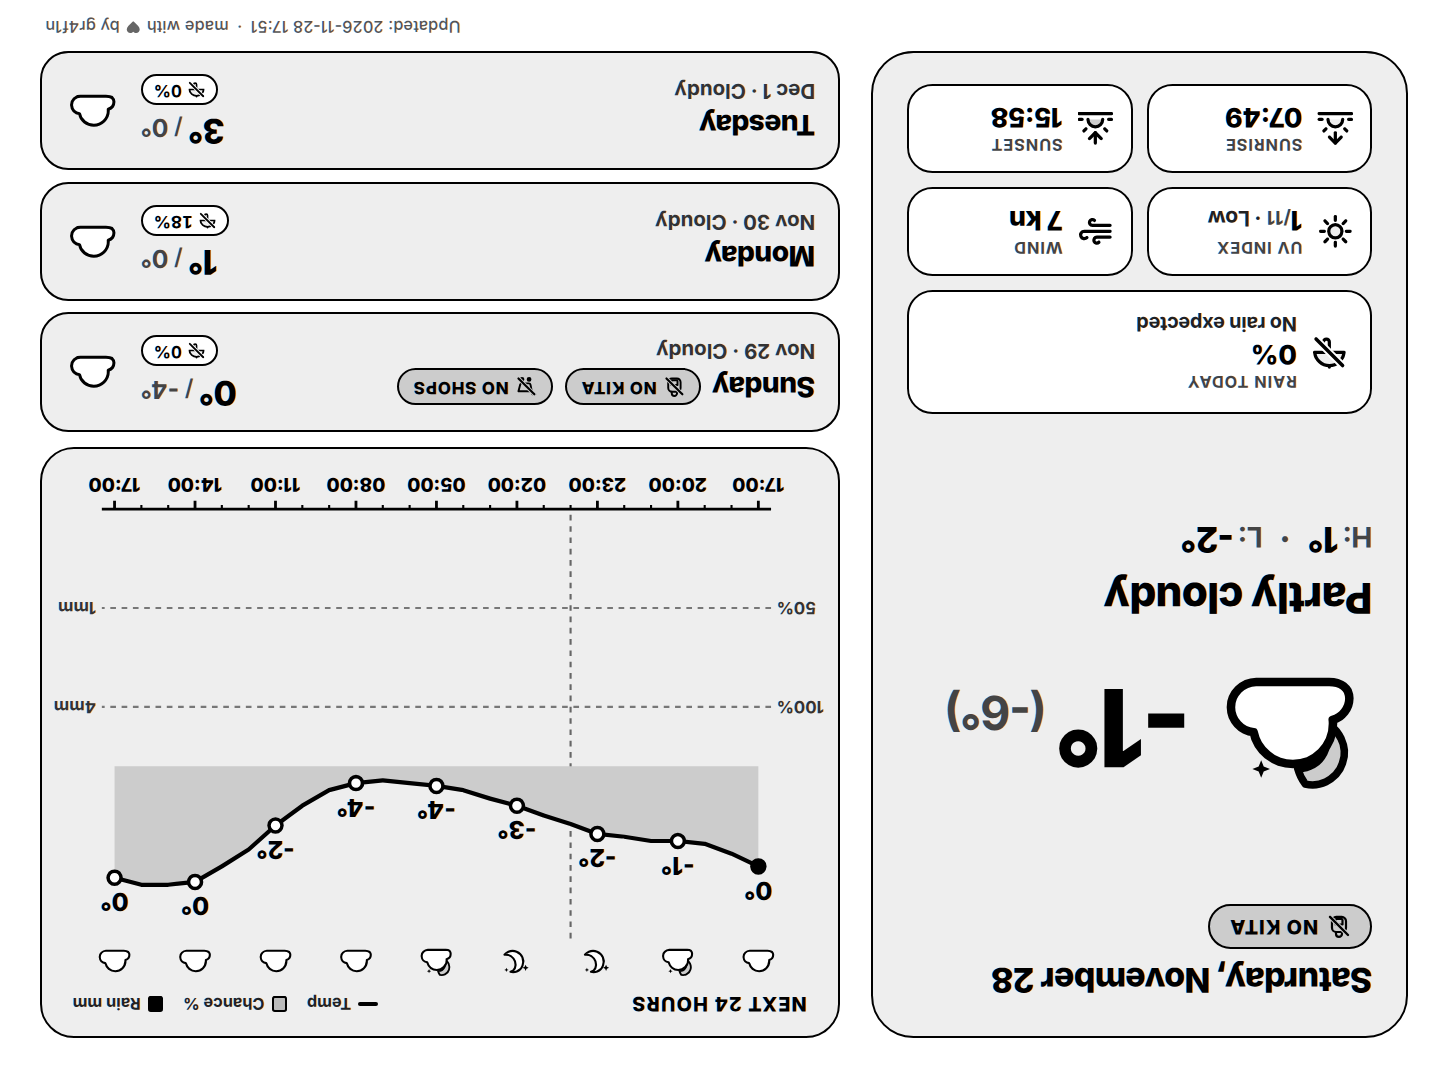 Saturday, November 28
NO KITA
-1° (-6°)
Partly cloudy
H: 1° · L: -2°
RAIN TODAY
0%
No rain expected
UV INDEX
1/11 · Low
WIND
7 kn
SUNRISE
07:49
SUNSET
15:58
NEXT 24 HOURS
Temp Chance % Rain mm
0° -1° -2° -3° -4° -4° -2° 0° 0°
100% 4mm
50% 1mm
17:00 20:00 23:00 02:00 05:00 08:00 11:00 14:00 17:00
Sunday NO KITA NO SHOPS
Nov 29 · Cloudy
0° / -4°
0%
Monday
Nov 30 · Cloudy
1° / 0°
18%
Tuesday
Dec 1 · Cloudy
3° / 0°
0%
Updated: 2026-11-28 17:51 · made with ♥ by gr4f1n